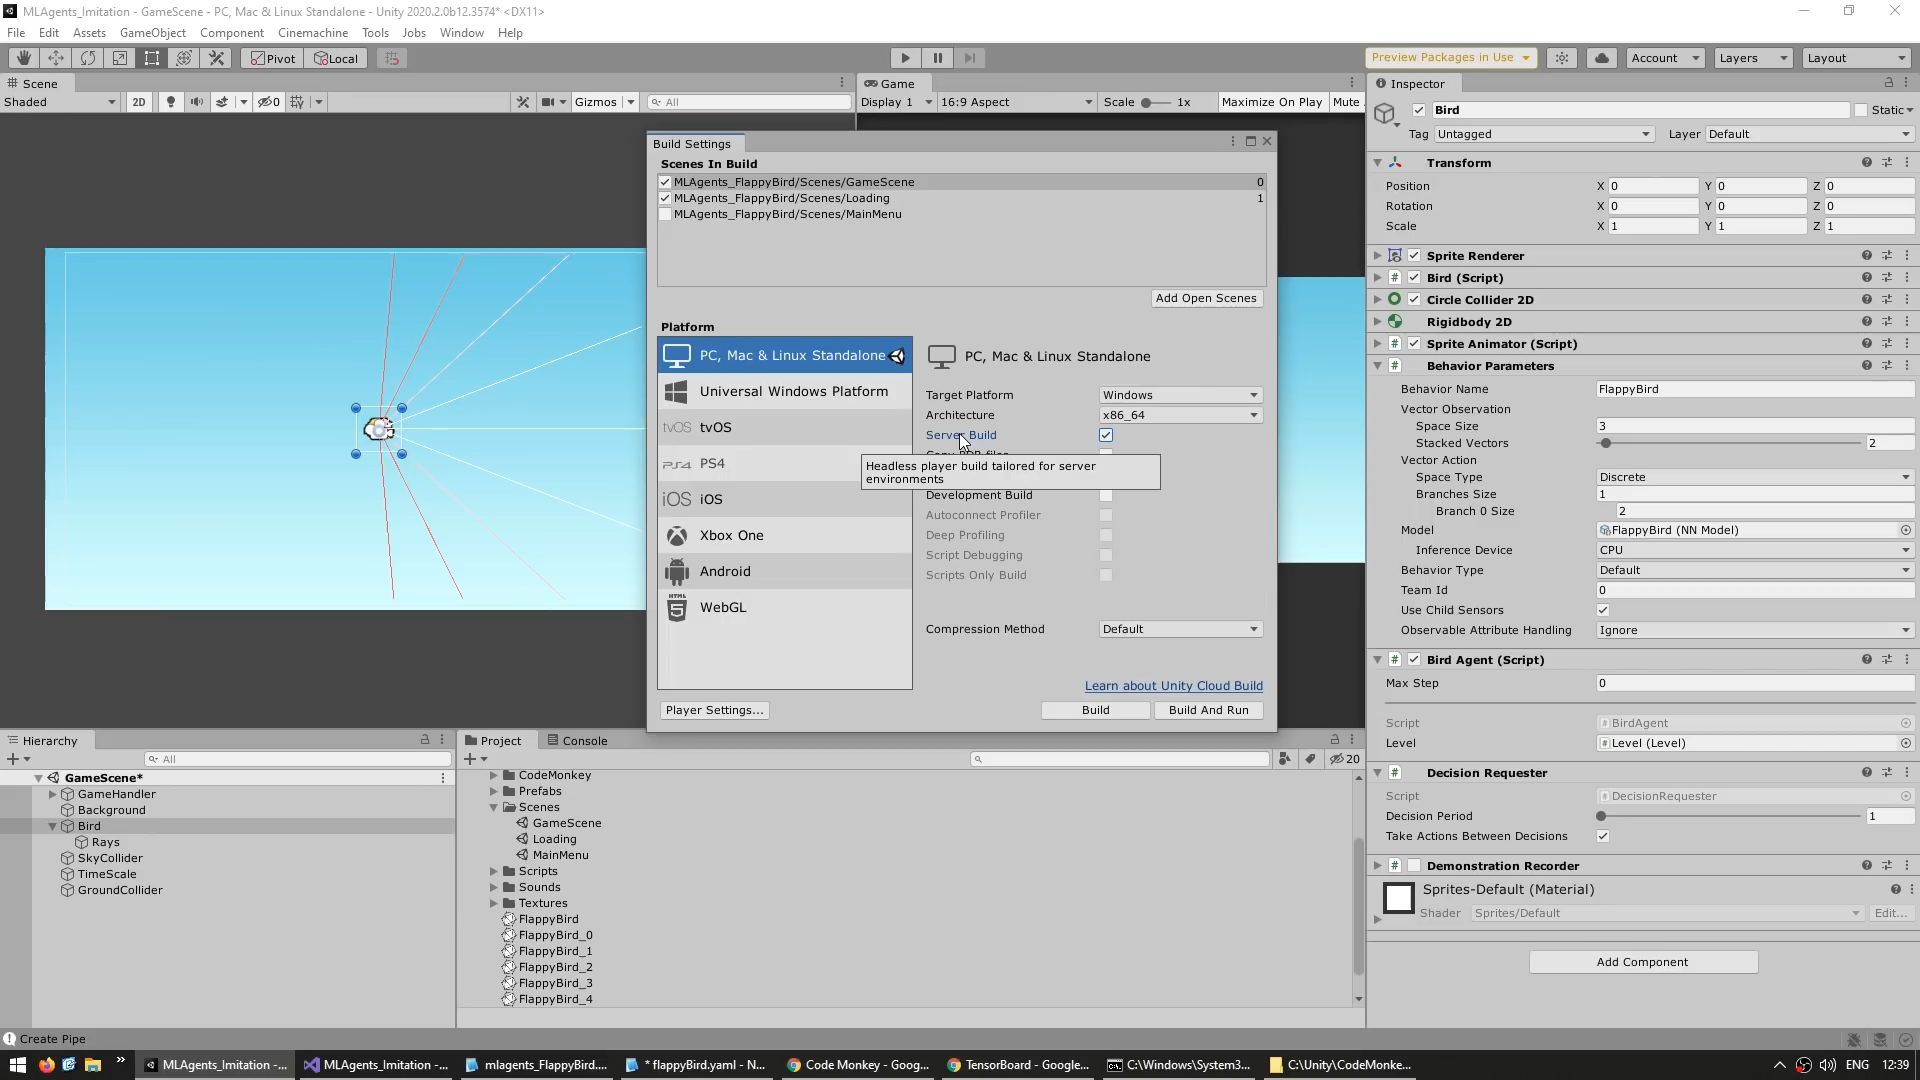 MLAgents_Imitation - GameScene - PC, Mac & Linux Standalone - Unity 2020.2.0b12.3574* <DX11>
File Edit Assets GameObject Component Cinemachine Tools Jobs Window Help
Pivot Local Preview Packages in Use Account Layers Layout
Scene
Shaded 2D 0 Gizmos All
Game
Display 1 16:9 Aspect Scale 1x Maximize On Play Mute
Build Settings
Scenes In Build
MLAgents_FlappyBird/Scenes/GameScene 0
MLAgents_FlappyBird/Scenes/Loading 1
MLAgents_FlappyBird/Scenes/MainMenu
Add Open Scenes
Platform
PC, Mac & Linux Standalone
Universal Windows Platform
tvOS tvOS
PS4 PS4
iOS iOS
Xbox One
Android
HTML 5 WebGL
Player Settings...
PC, Mac & Linux Standalone
Target Platform Windows
Architecture x86_64
Server Build
Copy PDB files
Headless player build tailored for server
environments
Development Build
Autoconnect Profiler
Deep Profiling
Script Debugging
Scripts Only Build
Compression Method Default
Learn about Unity Cloud Build
Build Build And Run
Inspector
Bird Static
Tag Untagged Layer Default
Transform
Position X 0 Y 0 Z 0
Rotation X 0 Y 0 Z 0
Scale X 1 Y 1 Z 1
Sprite Renderer
# Bird (Script)
Circle Collider 2D
Rigidbody 2D
# Sprite Animator (Script)
# Behavior Parameters
Behavior Name FlappyBird
Vector Observation
Space Size 3
Stacked Vectors 2
Vector Action
Space Type Discrete
Branches Size 1
Branch 0 Size 2
Model FlappyBird (NN Model)
Inference Device CPU
Behavior Type Default
Team Id 0
Use Child Sensors
Observable Attribute Handling Ignore
# Bird Agent (Script)
Max Step 0
Script # BirdAgent
Level # Level (Level)
# Decision Requester
Script # DecisionRequester
Decision Period 1
Take Actions Between Decisions
# Demonstration Recorder
Sprites-Default (Material)
Shader Sprites/Default Edit...
Add Component
Hierarchy
All
GameScene*
GameHandler
Background
Bird
Rays
SkyCollider
TimeScale
GroundCollider
Project Console
20
CodeMonkey
Prefabs
Scenes
GameScene
Loading
MainMenu
Scripts
Sounds
Textures
FlappyBird
FlappyBird_0
FlappyBird_1
FlappyBird_2
FlappyBird_3
FlappyBird_4
Create Pipe
MLAgents_Imitation -... MLAgents_Imitation -... mlagents_FlappyBird.... * flappyBird.yaml - N... Code Monkey - Goog... TensorBoard - Google... C:\Windows\System3... C:\Unity\CodeMonke... ENG 12:39